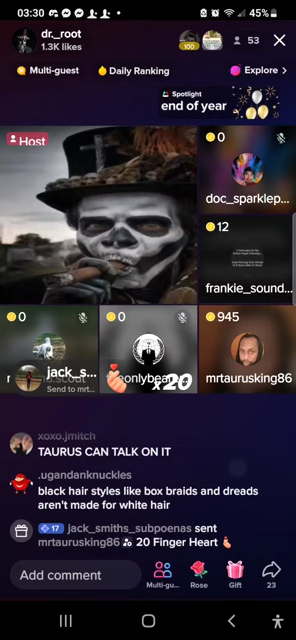 03:30
45%
dr._root
1.3K likes
100
53
Multi-guest
Daily Ranking
Explore
Spotlight
end of year
Host
0
doc_sparklep...
12
frankie_sound...
0
jack_s...
Send to mrt...
0
x20
945
mrtaurusking86
xoxo.jmitch
TAURUS CAN TALK ON IT
.ugandanknuckles
black hair styles like box braids and dreads
aren't made for white hair
17 jack_smiths_subpoenas sent
mrtaurusking86 20 Finger Heart
Add comment
Multi-gu...
Rose
Gift
23